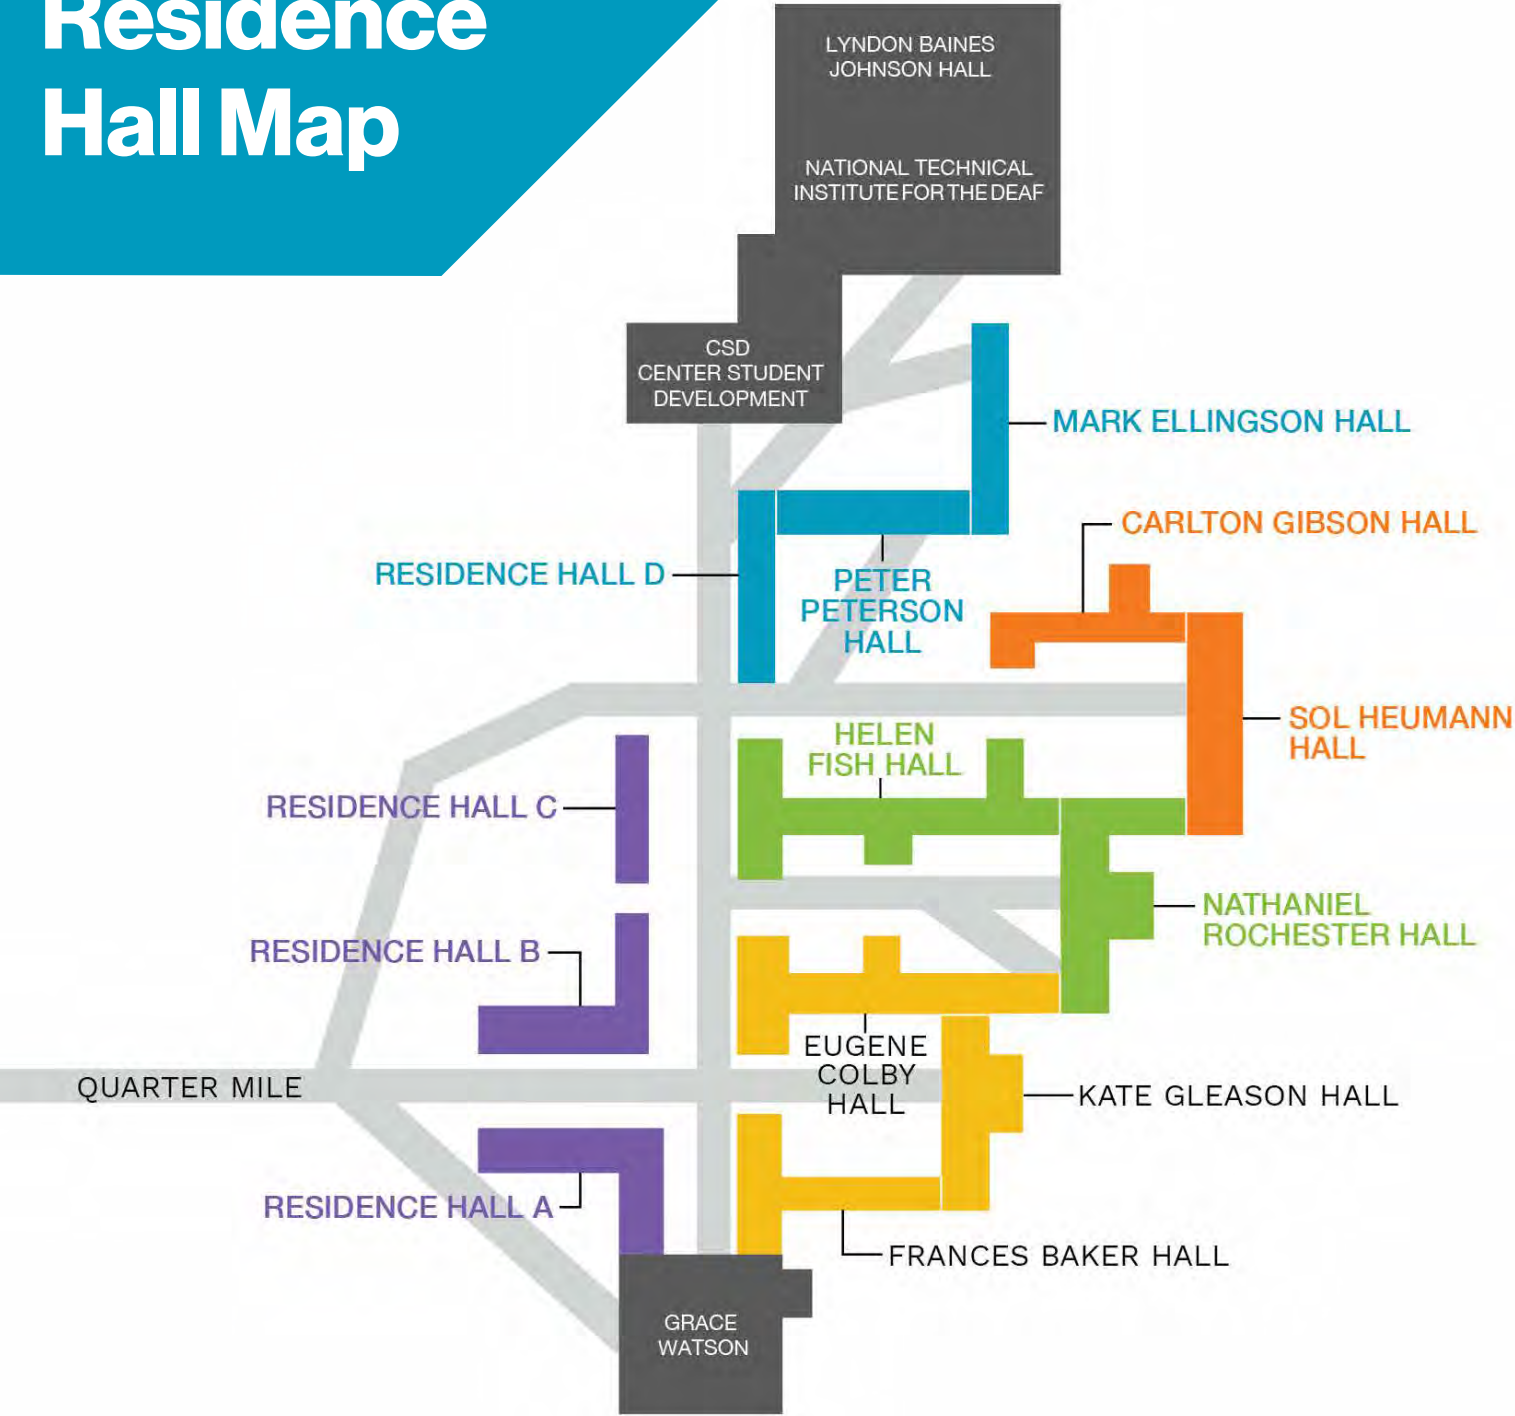 Residence
Hall Map
LYNDON BAINES
JOHNSON HALL
NATIONAL TECHNICAL
INSTITUTE FOR THE DEAF
CSD
CENTER STUDENT
DEVELOPMENT
MARK ELLINGSON HALL
CARLTON GIBSON HALL
RESIDENCE HALL D
PETER
PETERSON
HALL
SOL HEUMANN
HALL
HELEN
FISH HALL
RESIDENCE HALL C
NATHANIEL
ROCHESTER HALL
RESIDENCE HALL B
EUGENE
COLBY
HALL
QUARTER MILE
KATE GLEASON HALL
RESIDENCE HALL A
FRANCES BAKER HALL
GRACE
WATSON